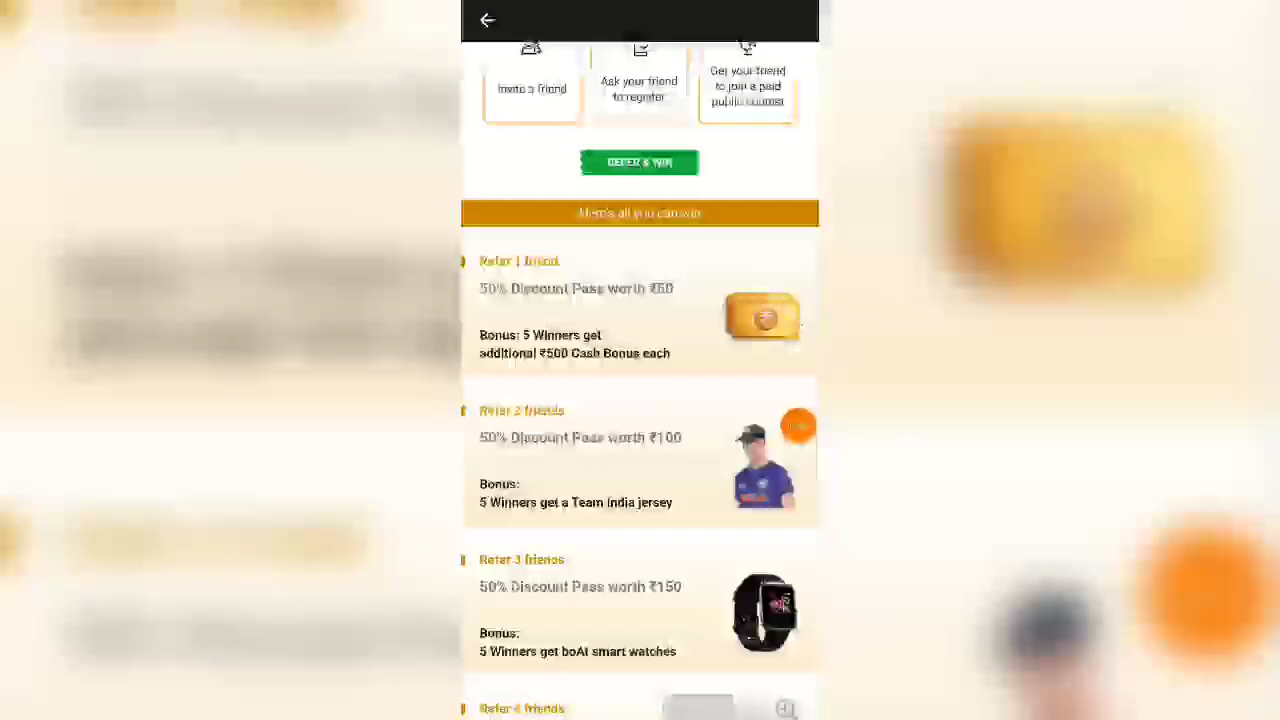 Invite a friend
Ask your friend
to register
Get your friend
to join a paid
public contest
REFER & WIN
Here's all you can win
Refer 1 friend
50% Discount Pass worth ₹50
Bonus: 5 Winners get
additional ₹500 Cash Bonus each
Refer 2 friends
50% Discount Pass worth ₹100
Bonus:
5 Winners get a Team India jersey
Refer 3 friends
50% Discount Pass worth ₹150
Bonus:
5 Winners get boAt smart watches
Refer 4 friends